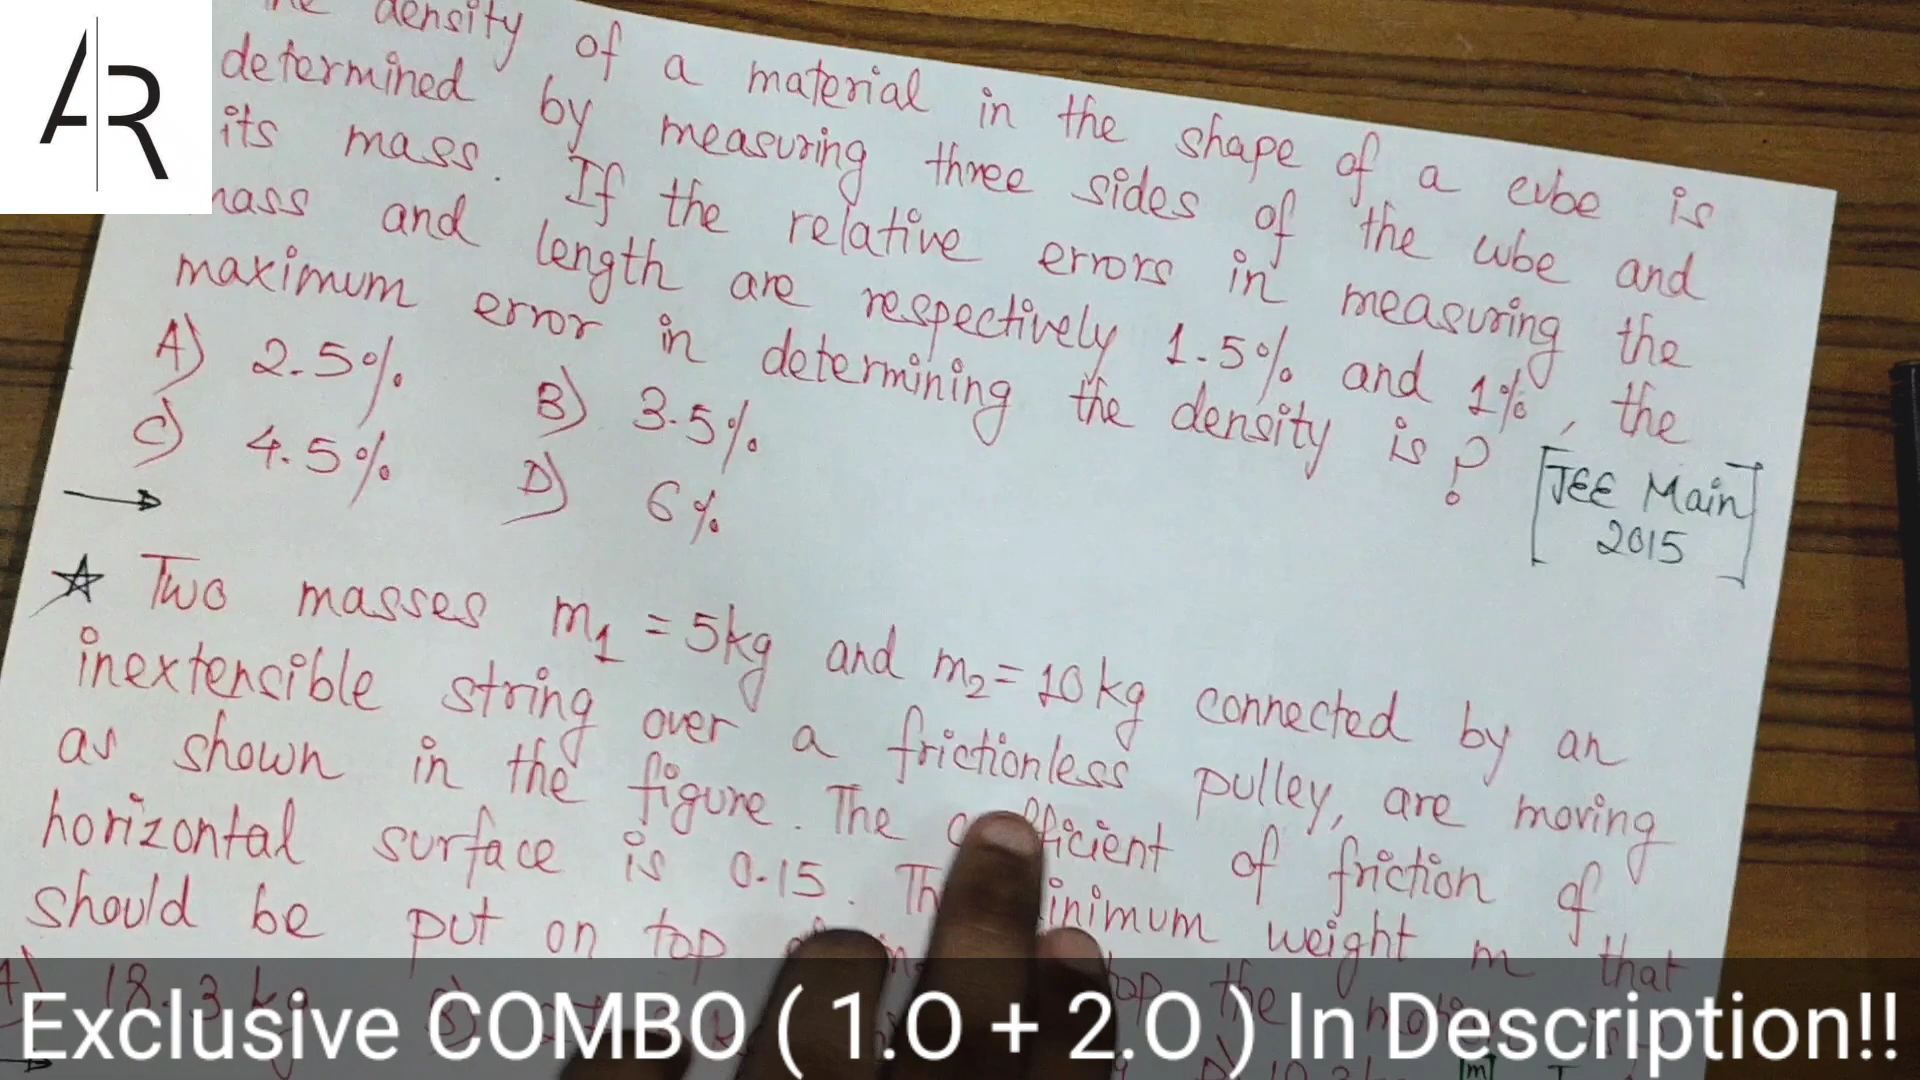 AR
density of a material in the shape of a cube is
determined by measuring three sides of the cube and
its mass. If the relative errors in measuring the
mass and length are respectively 1.5% and 1%, the
maximum error in determining the density is?
A) 2.5% B) 3.5%
C) 4.5% D) 6%
[JEE Main
2015]
☆ Two masses m1 = 5kg and m2 = 10kg connected by an
inextensible string over a frictionless pulley, are moving
as shown in the figure. The coefficient of friction of
horizontal surface is 0.15. The minimum weight m that
should be put on top the
18.3 kg
Exclusive COMBO ( 1.O + 2.O ) In Description!!